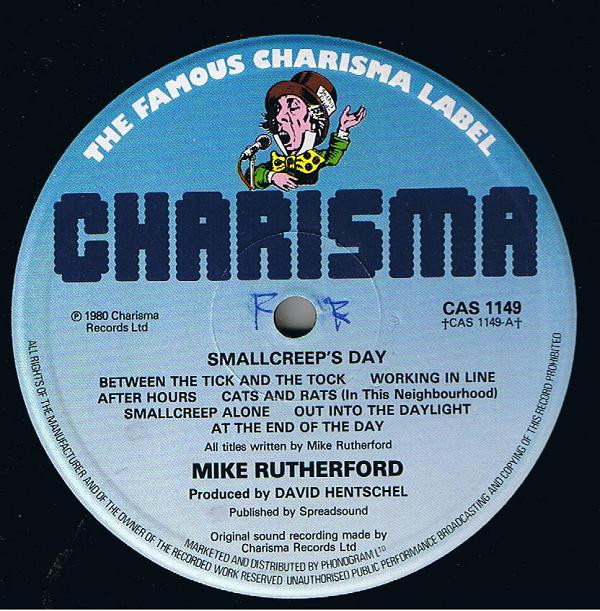 THE FAMOUS CHARISMA LABEL
CHARISMA
℗ 1980 Charisma
Records Ltd
CAS 1149
†CAS 1149-A†
SMALLCREEP'S DAY
BETWEEN THE TICK AND THE TOCK WORKING IN LINE
AFTER HOURS CATS AND RATS (In This Neighbourhood)
SMALLCREEP ALONE OUT INTO THE DAYLIGHT
AT THE END OF THE DAY
All titles written by Mike Rutherford
MIKE RUTHERFORD
Produced by DAVID HENTSCHEL
Published by Spreadsound
Original sound recording made by
Charisma Records Ltd
MARKETED AND DISTRIBUTED BY PHONOGRAM LTD
ALL RIGHTS OF THE MANUFACTURER AND OF THE OWNER OF THE RECORDED WORK RESERVED UNAUTHORISED PUBLIC PERFORMANCE BROADCASTING AND COPYING OF THIS RECORD PROHIBITED